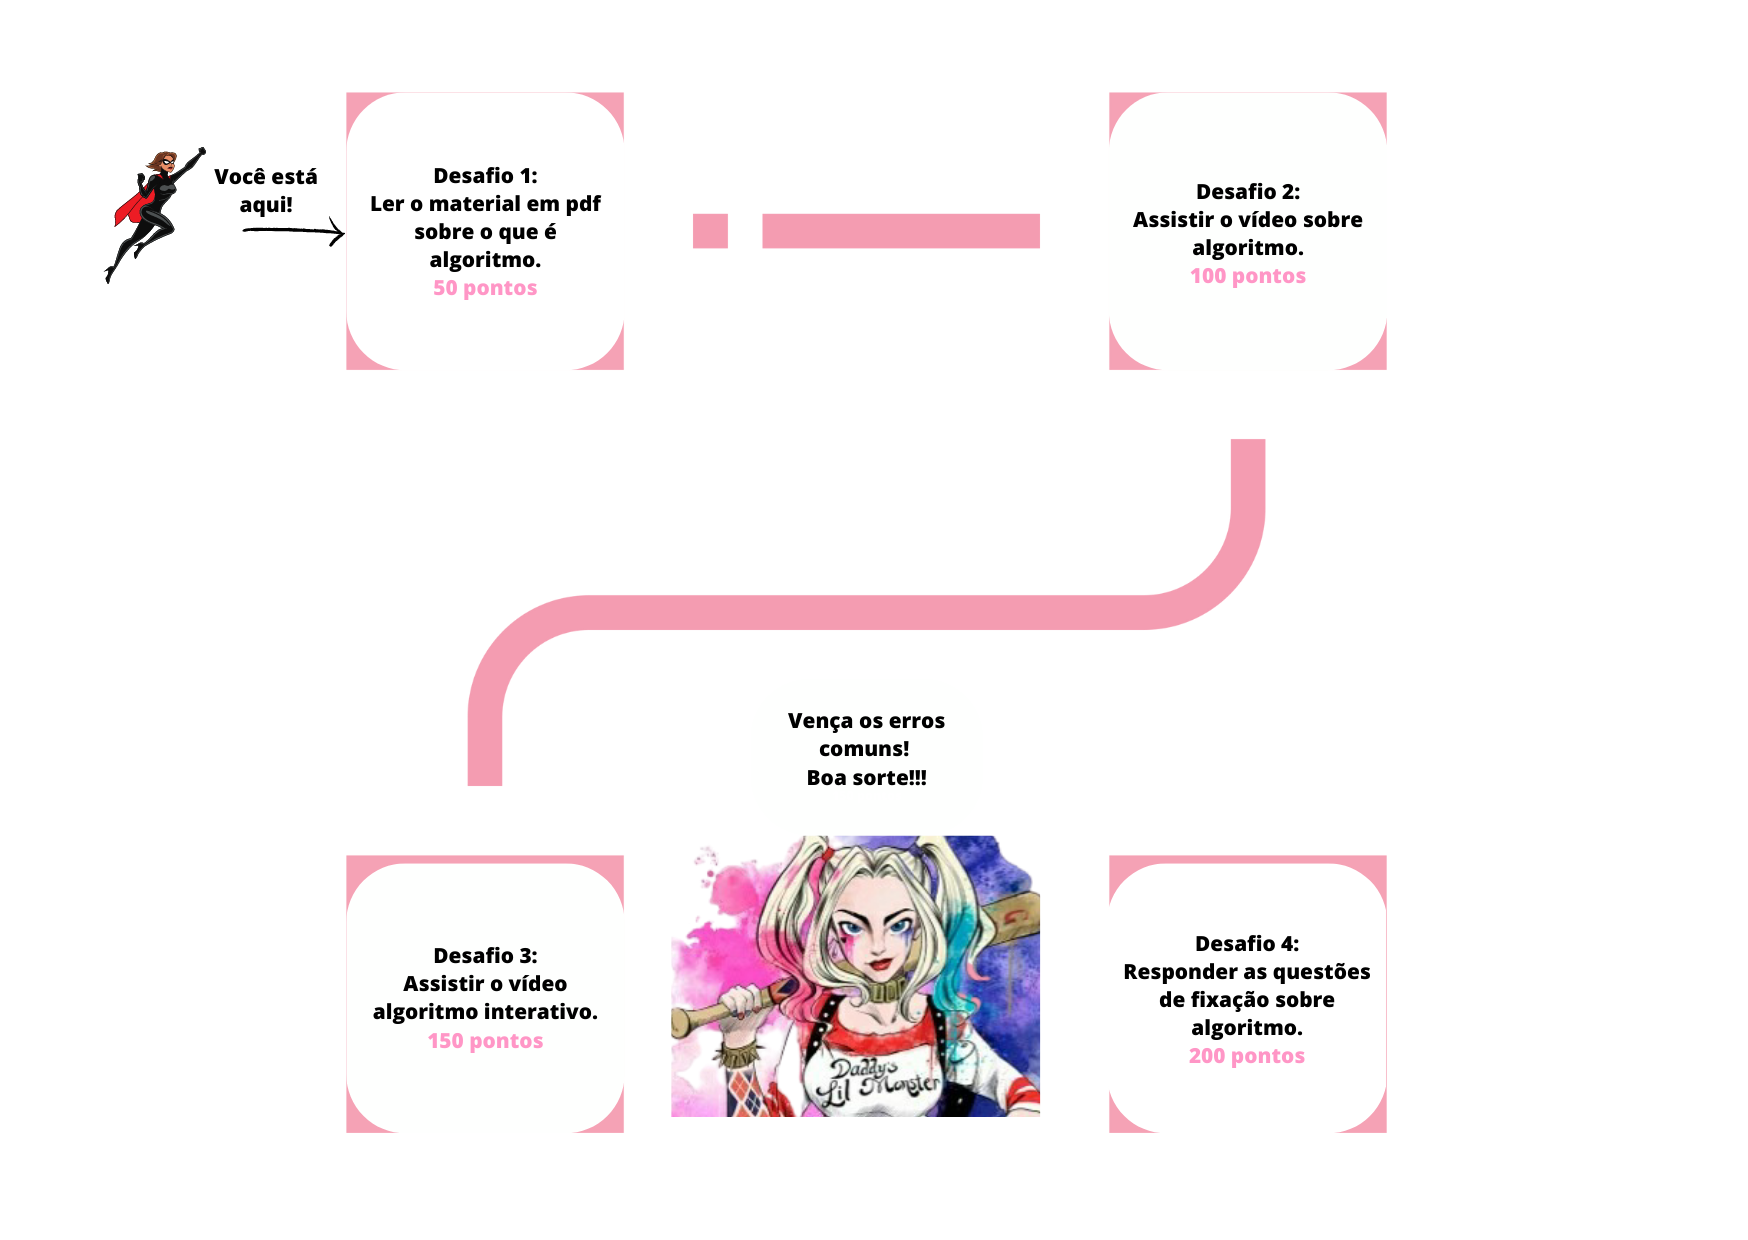 Você está
aqui!
Desafio 1:
Ler o material em pdf
sobre o que é
algoritmo.
50 pontos
Desafio 2:
Assistir o vídeo sobre
algoritmo.
100 pontos
Vença os erros
comuns!
Boa sorte!!!
Desafio 3:
Assistir o vídeo
algoritmo interativo.
150 pontos
Daddy's
Lil Monster
Desafio 4:
Responder as questões
de fixação sobre
algoritmo.
200 pontos